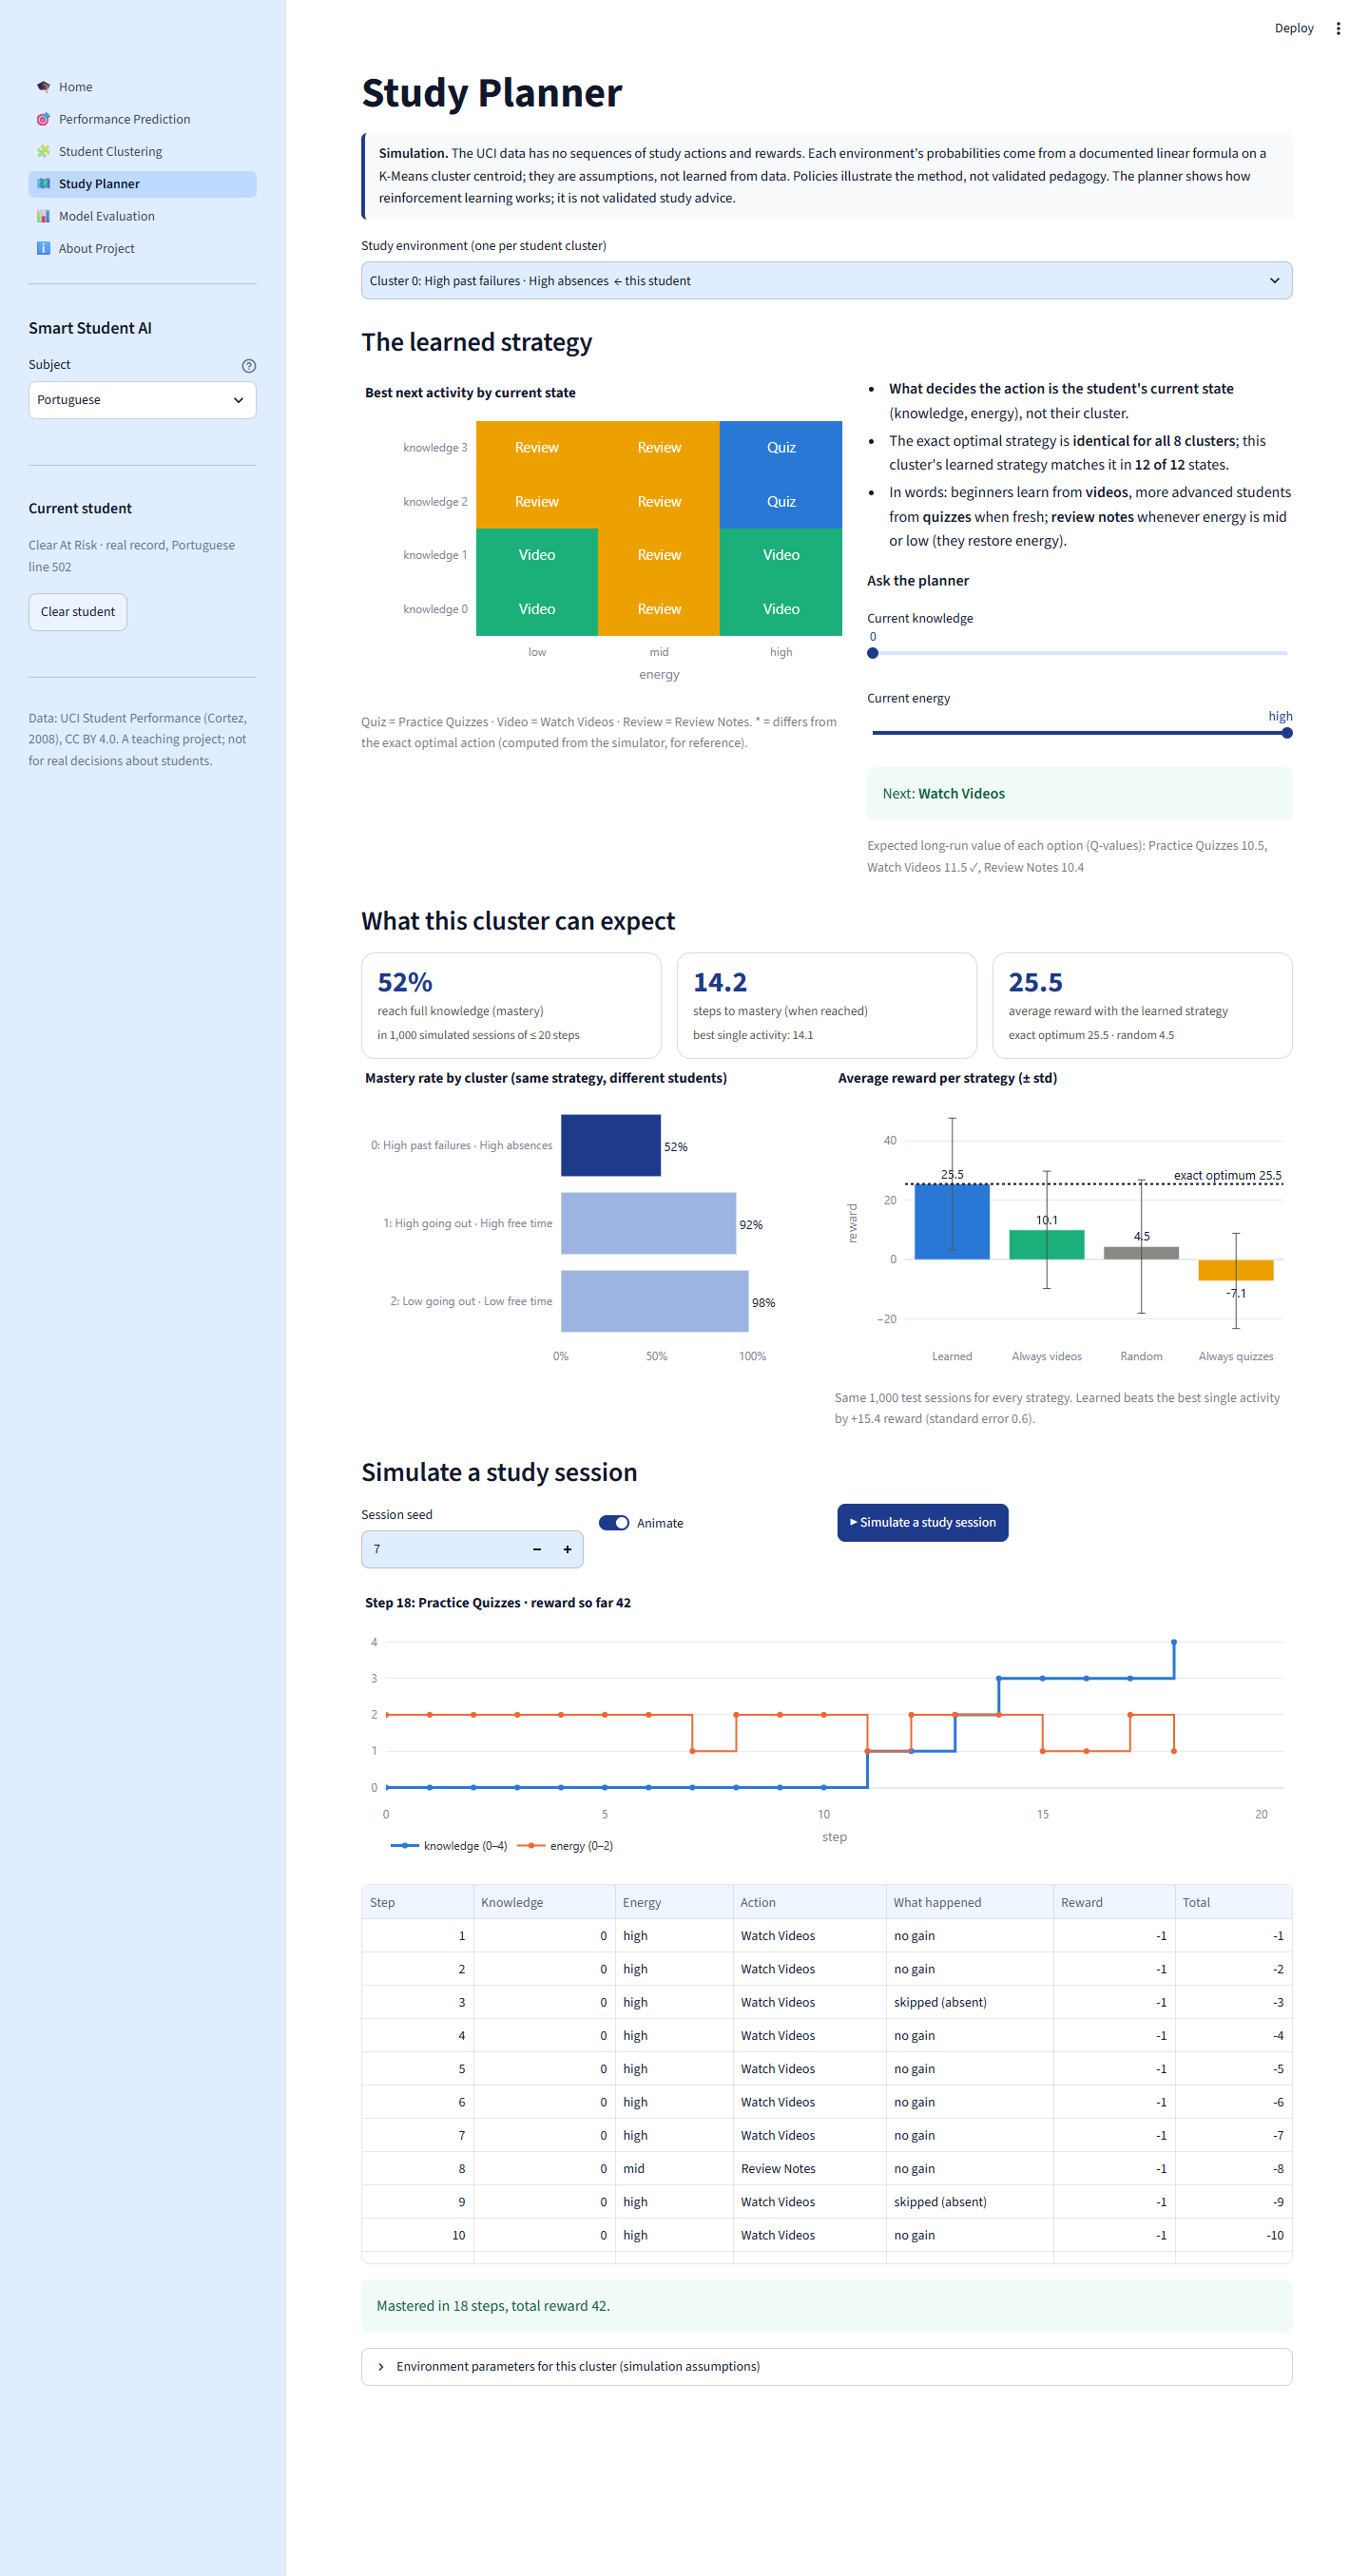 Deploy
Home
Performance Prediction
Student Clustering
Study Planner
Model Evaluation
About Project
Smart Student AI
Subject
Portuguese
Current student
Clear At Risk · real record, Portuguese
line 502
Clear student
Data: UCI Student Performance (Cortez,
2008), CC BY 4.0. A teaching project; not
for real decisions about students.
Study Planner
Simulation. The UCI data has no sequences of study actions and rewards. Each environment's probabilities come from a documented linear formula on a
K-Means cluster centroid; they are assumptions, not learned from data. Policies illustrate the method, not validated pedagogy. The planner shows how
reinforcement learning works; it is not validated study advice.
Study environment (one per student cluster)
Cluster 0: High past failures · High absences ← this student
The learned strategy
Best next activity by current state
knowledge 3 Review Review Quiz
knowledge 2 Review Review Quiz
knowledge 1 Video Review Video
knowledge 0 Video Review Video
low mid high
energy
Quiz = Practice Quizzes · Video = Watch Videos · Review = Review Notes. * = differs from
the exact optimal action (computed from the simulator, for reference).
• What decides the action is the student's current state
(knowledge, energy), not their cluster.
• The exact optimal strategy is identical for all 8 clusters; this
cluster's learned strategy matches it in 12 of 12 states.
• In words: beginners learn from videos, more advanced students
from quizzes when fresh; review notes whenever energy is mid
or low (they restore energy).
Ask the planner
Current knowledge
0
Current energy
high
Next: Watch Videos
Expected long-run value of each option (Q-values): Practice Quizzes 10.5,
Watch Videos 11.5 ✓, Review Notes 10.4
What this cluster can expect
52%
reach full knowledge (mastery)
in 1,000 simulated sessions of ≤ 20 steps
14.2
steps to mastery (when reached)
best single activity: 14.1
25.5
average reward with the learned strategy
exact optimum 25.5 · random 4.5
Mastery rate by cluster (same strategy, different students)
0: High past failures · High absences 52%
1: High going out · High free time 92%
2: Low going out · Low free time 98%
0% 50% 100%
Average reward per strategy (± std)
reward
40
20
0
−20
25.5
10.1
4.5
-7.1
exact optimum 25.5
Learned Always videos Random Always quizzes
Same 1,000 test sessions for every strategy. Learned beats the best single activity
by +15.4 reward (standard error 0.6).
Simulate a study session
Session seed
7 − +
Animate
▸ Simulate a study session
Step 18: Practice Quizzes · reward so far 42
4
3
2
1
0
0 5 10 15 20
step
knowledge (0–4) energy (0–2)
Step Knowledge Energy Action What happened Reward Total
1 0 high Watch Videos no gain -1 -1
2 0 high Watch Videos no gain -1 -2
3 0 high Watch Videos skipped (absent) -1 -3
4 0 high Watch Videos no gain -1 -4
5 0 high Watch Videos no gain -1 -5
6 0 high Watch Videos no gain -1 -6
7 0 high Watch Videos no gain -1 -7
8 0 mid Review Notes no gain -1 -8
9 0 high Watch Videos skipped (absent) -1 -9
10 0 high Watch Videos no gain -1 -10
Mastered in 18 steps, total reward 42.
Environment parameters for this cluster (simulation assumptions)